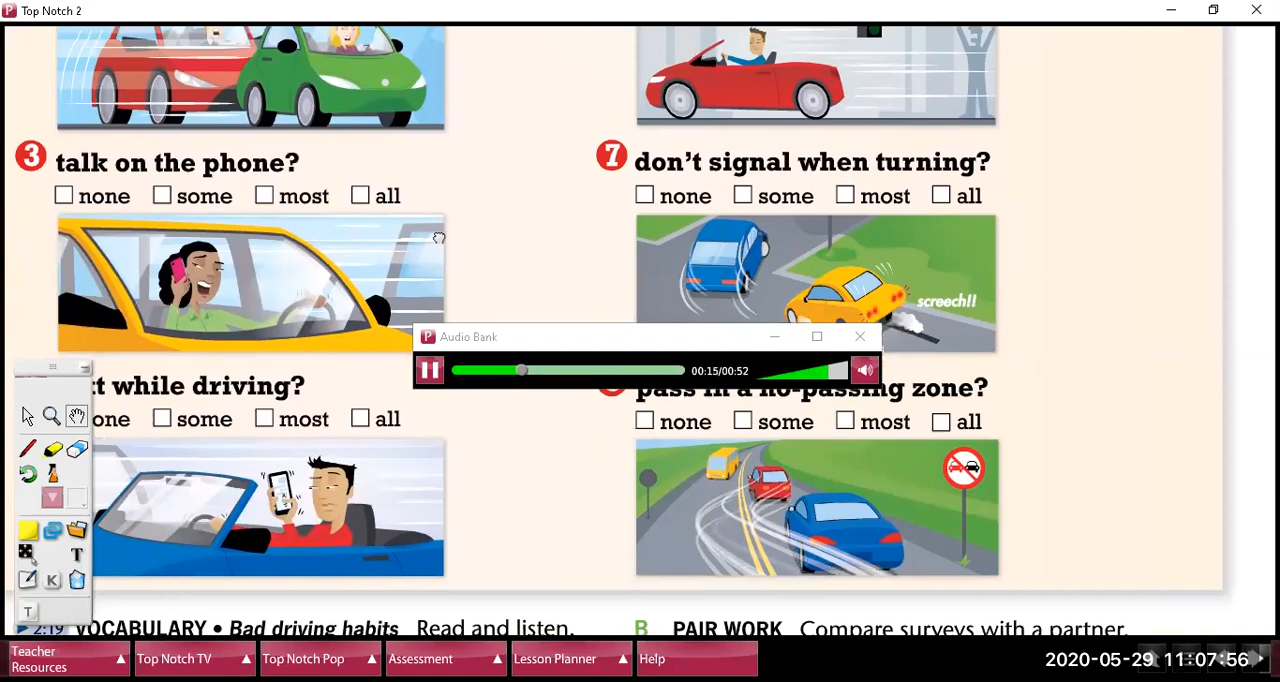 Top Notch 2
37
3 talk on the phone?
none some most all
7 don't signal when turning?
none some most all
screech!!
Audio Bank
00:15/00:52
xt while driving?
one some most all
pass in a no-passing zone?
none some most all
T
K
T
2:19 VOCABULARY • Bad driving habits Read and listen.
B PAIR WORK Compare surveys with a partner.
Teacher Resources
Top Notch TV
Top Notch Pop
Assessment
Lesson Planner
Help
2020-05-29 11:07:56